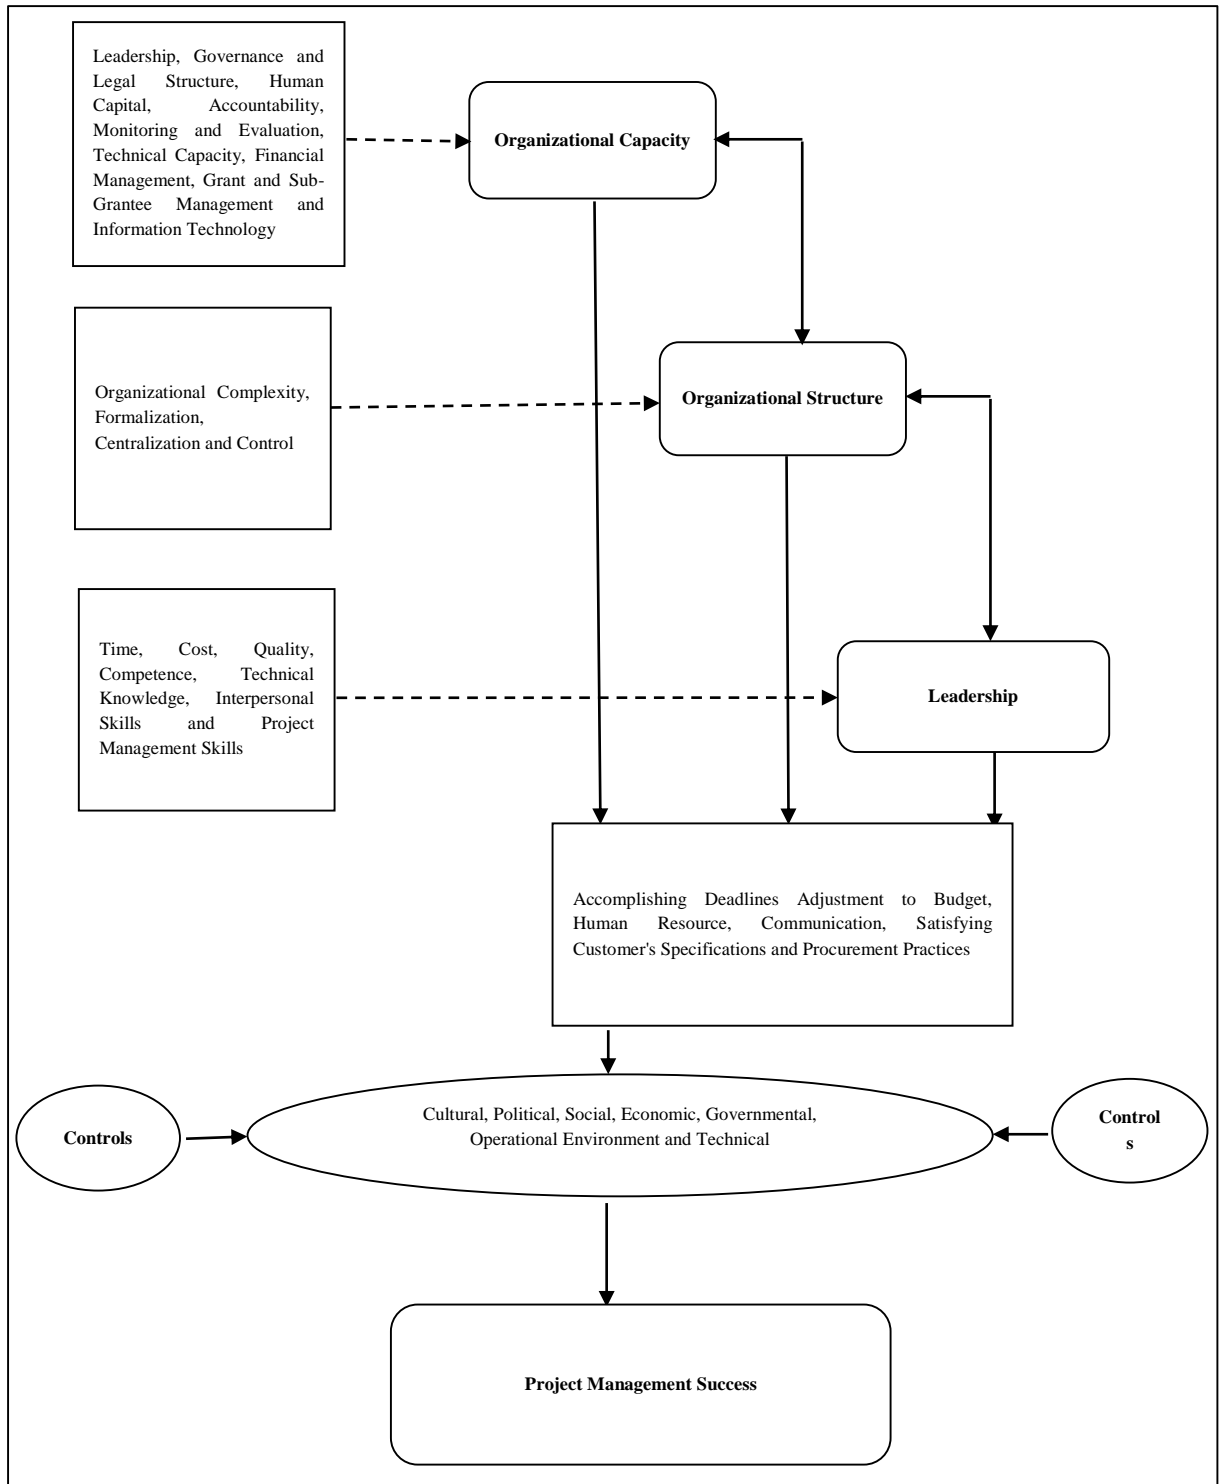 Leadership, Governance and
Legal Structure, Human
Capital, Accountability,
Monitoring and Evaluation,
Technical Capacity, Financial
Management, Grant and Sub-
Grantee Management and
Information Technology
Organizational Capacity
Organizational Complexity,
Formalization,
Centralization and Control
Organizational Structure
Time, Cost, Quality,
Competence, Technical
Knowledge, Interpersonal
Skills and Project
Management Skills
Leadership
Accomplishing Deadlines Adjustment to Budget,
Human Resource, Communication, Satisfying
Customer's Specifications and Procurement Practices
Controls
Cultural, Political, Social, Economic, Governmental,
Operational Environment and Technical
Control
s
Project Management Success